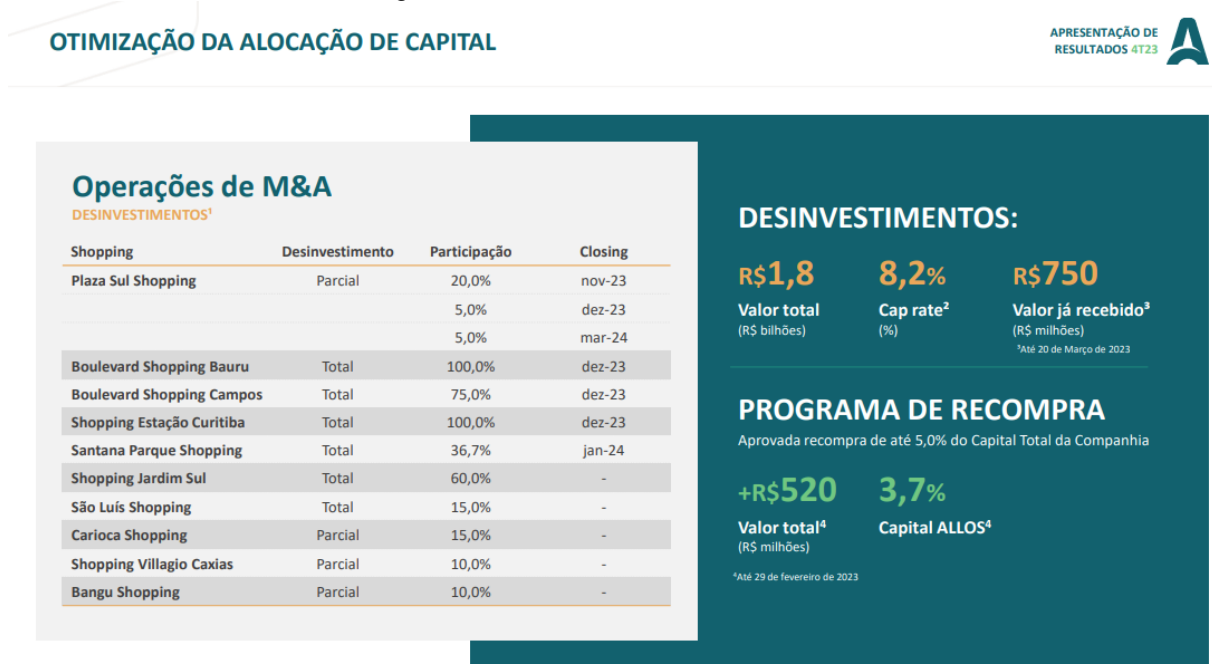 OTIMIZAÇÃO DA ALOCAÇÃO DE CAPITAL
APRESENTAÇÃO DE
RESULTADOS 4T23
Operações de M&A
DESINVESTIMENTOS¹
Shopping Desinvestimento Participação Closing
Plaza Sul Shopping Parcial 20,0% nov-23
5,0% dez-23
5,0% mar-24
Boulevard Shopping Bauru Total 100,0% dez-23
Boulevard Shopping Campos Total 75,0% dez-23
Shopping Estação Curitiba Total 100,0% dez-23
Santana Parque Shopping Total 36,7% jan-24
Shopping Jardim Sul Total 60,0% -
São Luís Shopping Total 15,0% -
Carioca Shopping Parcial 15,0% -
Shopping Villagio Caxias Parcial 10,0% -
Bangu Shopping Parcial 10,0% -
DESINVESTIMENTOS:
R$1,8 8,2% R$750
Valor total Cap rate² Valor já recebido³
(R$ bilhões) (%) (R$ milhões)
³Até 20 de Março de 2023
PROGRAMA DE RECOMPRA
Aprovada recompra de até 5,0% do Capital Total da Companhia
+R$520 3,7%
Valor total⁴ Capital ALLOS⁴
(R$ milhões)
⁴Até 29 de fevereiro de 2023